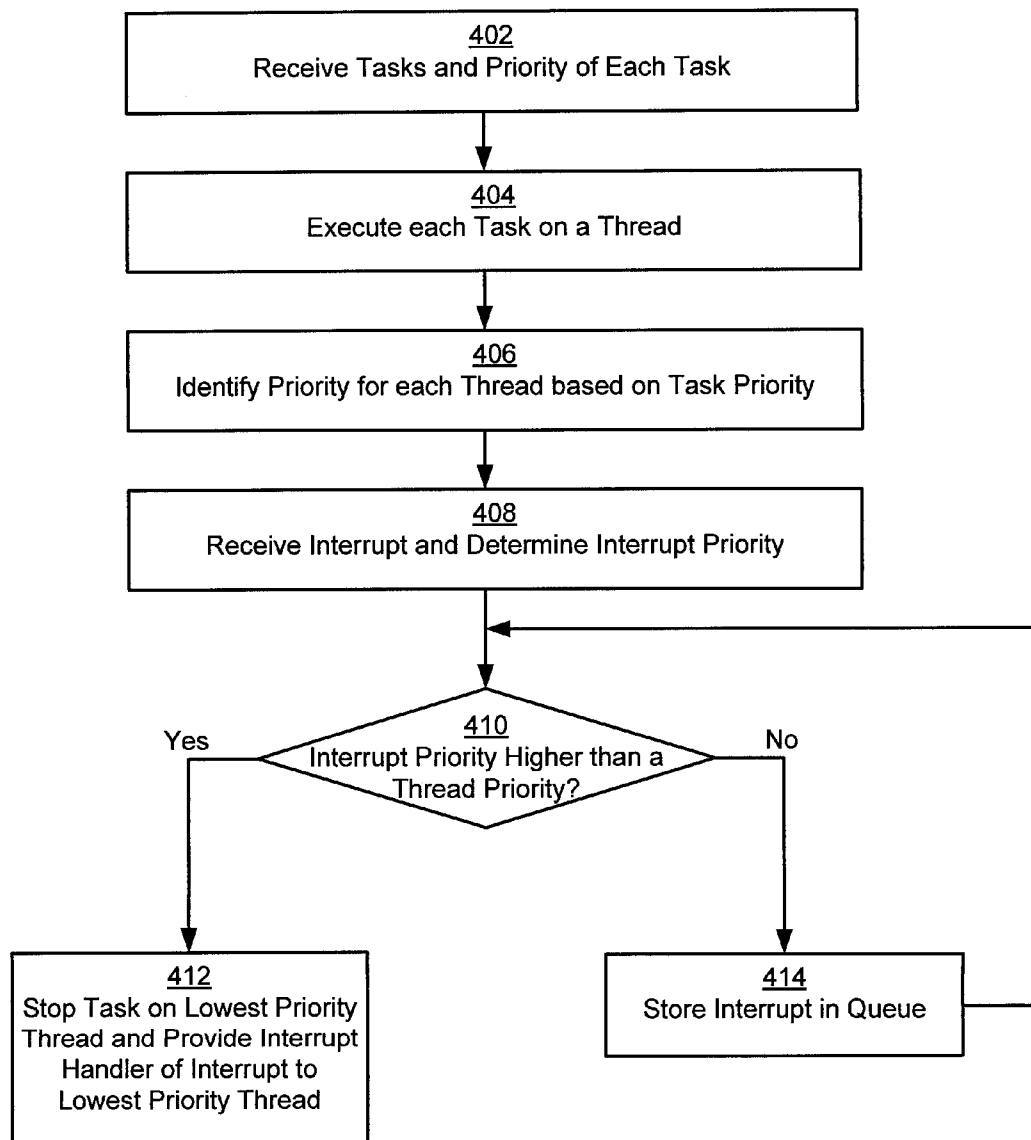 402
Receive Tasks and Priority of Each Task
404
Execute each Task on a Thread
406
Identify Priority for each Thread based on Task Priority
408
Receive Interrupt and Determine Interrupt Priority
410
Interrupt Priority Higher than a
Thread Priority?
Yes
No
412
Stop Task on Lowest Priority
Thread and Provide Interrupt
Handler of Interrupt to
Lowest Priority Thread
414
Store Interrupt in Queue